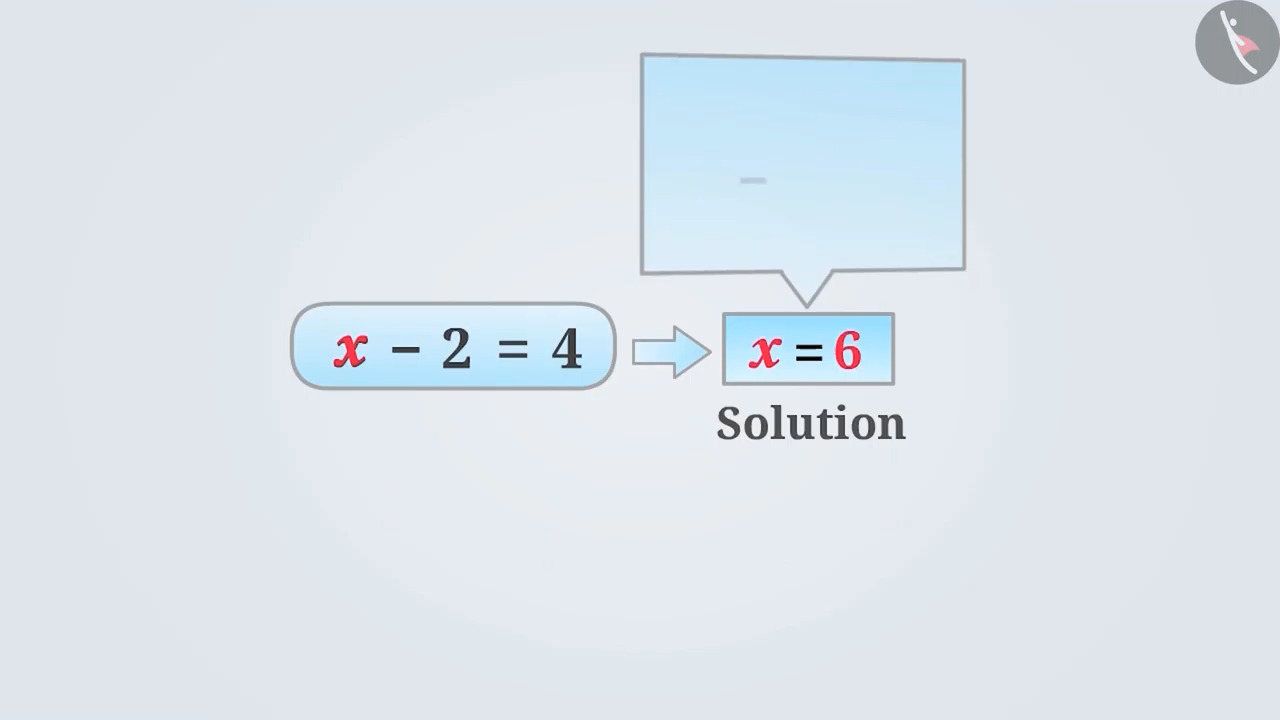 x − 2 = 4
x = 6
Solution